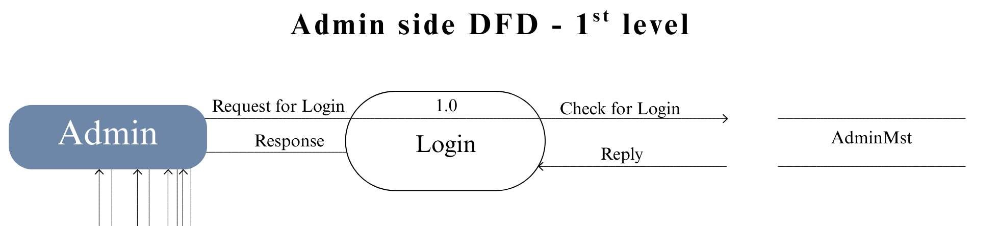 Admin side DFD - 1st level
Request for Login
1.0
Check for Login
Admin
Response
Login
AdminMst
Reply